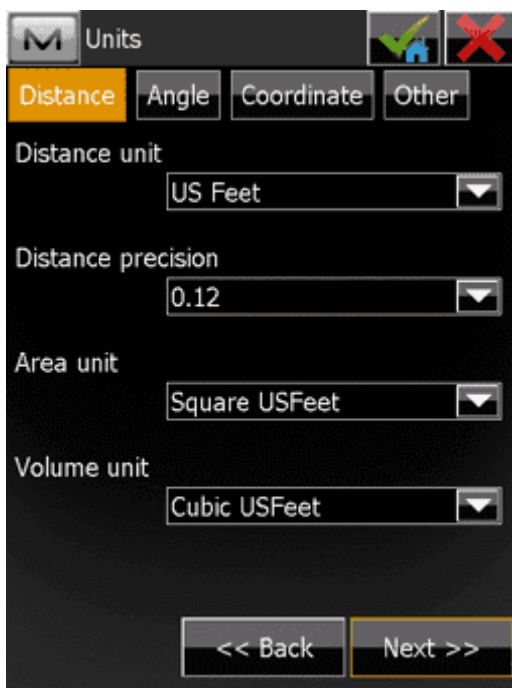 Units
Distance Angle Coordinate Other
Distance unit
US Feet
Distance precision
0.12
Area unit
Square USFeet
Volume unit
Cubic USFeet
<< Back Next >>